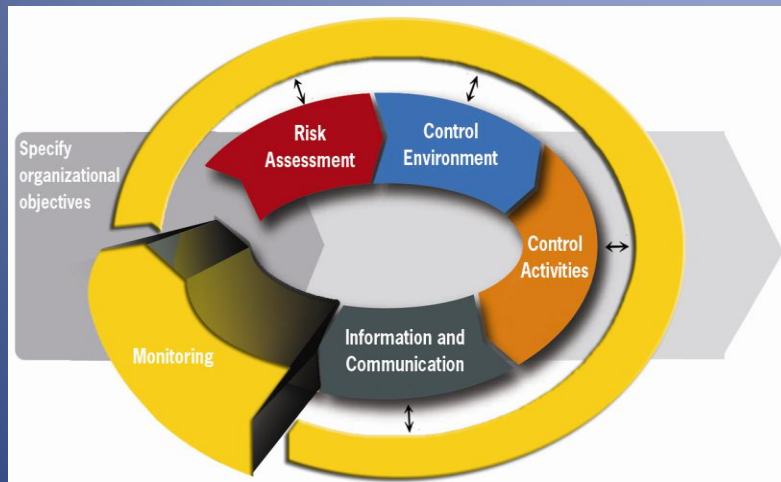 Specify
organizational
objectives
Risk
Assessment
Control
Environment
Control
Activities
Information and
Communication
Monitoring